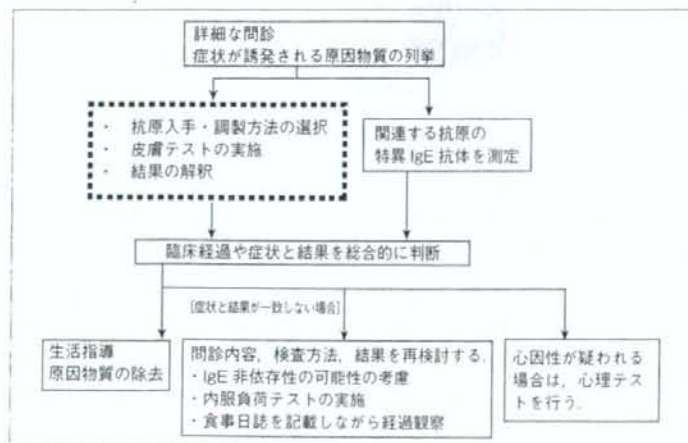 詳細な問診
症状が誘発される原因物質の列挙
・ 抗原入手・調製方法の選択
・ 皮膚テストの実施
・ 結果の解釈
関連する抗原の
特異IgE抗体を測定
臨床経過や症状と結果を総合的に判断
[症状と結果が一致しない場合]
生活指導
原因物質の除去
問診内容，検査方法，結果を再検討する.
・IgE 非依存性の可能性の考慮
・内服負荷テストの実施
・食事日誌を記載しながら経過観察
心因性が疑われる
場合は，心理テス
トを行う.